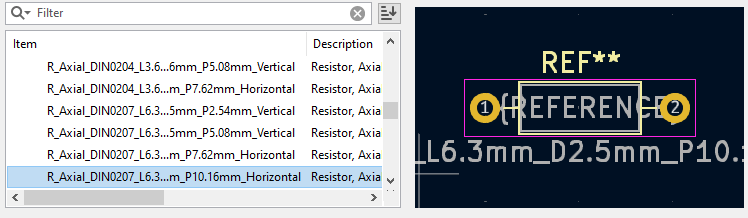 Filter
Item Description
R_Axial_DIN0204_L3.6...6mm_P5.08mm_Vertical Resistor, Axia
R_Axial_DIN0204_L3.6...m_P7.62mm_Horizontal Resistor, Axia
R_Axial_DIN0207_L6.3...5mm_P2.54mm_Vertical Resistor, Axia
R_Axial_DIN0207_L6.3...5mm_P5.08mm_Vertical Resistor, Axia
R_Axial_DIN0207_L6.3...m_P7.62mm_Horizontal Resistor, Axia
R_Axial_DIN0207_L6.3...m_P10.16mm_Horizontal Resistor, Axia
REF**
1 {REFERENCE} 2
_L6.3mm_D2.5mm_P10.